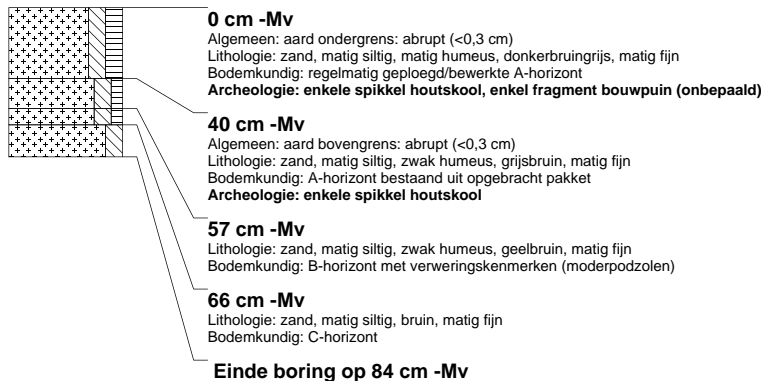 0 cm -Mv
Algemeen: aard ondergrens: abrupt (<0,3 cm)
Lithologie: zand, matig siltig, matig humeus, donkerbruingrijs, matig fijn
Bodemkundig: regelmatig geploegd/bewerkte A-horizont
Archeologie: enkele spikkel houtskool, enkel fragment bouwpuin (onbepaald)
40 cm -Mv
Algemeen: aard bovengrens: abrupt (<0,3 cm)
Lithologie: zand, matig siltig, zwak humeus, grijsbruin, matig fijn
Bodemkundig: A-horizont bestaand uit opgebracht pakket
Archeologie: enkele spikkel houtskool
57 cm -Mv
Lithologie: zand, matig siltig, zwak humeus, geelbruin, matig fijn
Bodemkundig: B-horizont met verweringskenmerken (moderpodzolen)
66 cm -Mv
Lithologie: zand, matig siltig, bruin, matig fijn
Bodemkundig: C-horizont
Einde boring op 84 cm -Mv